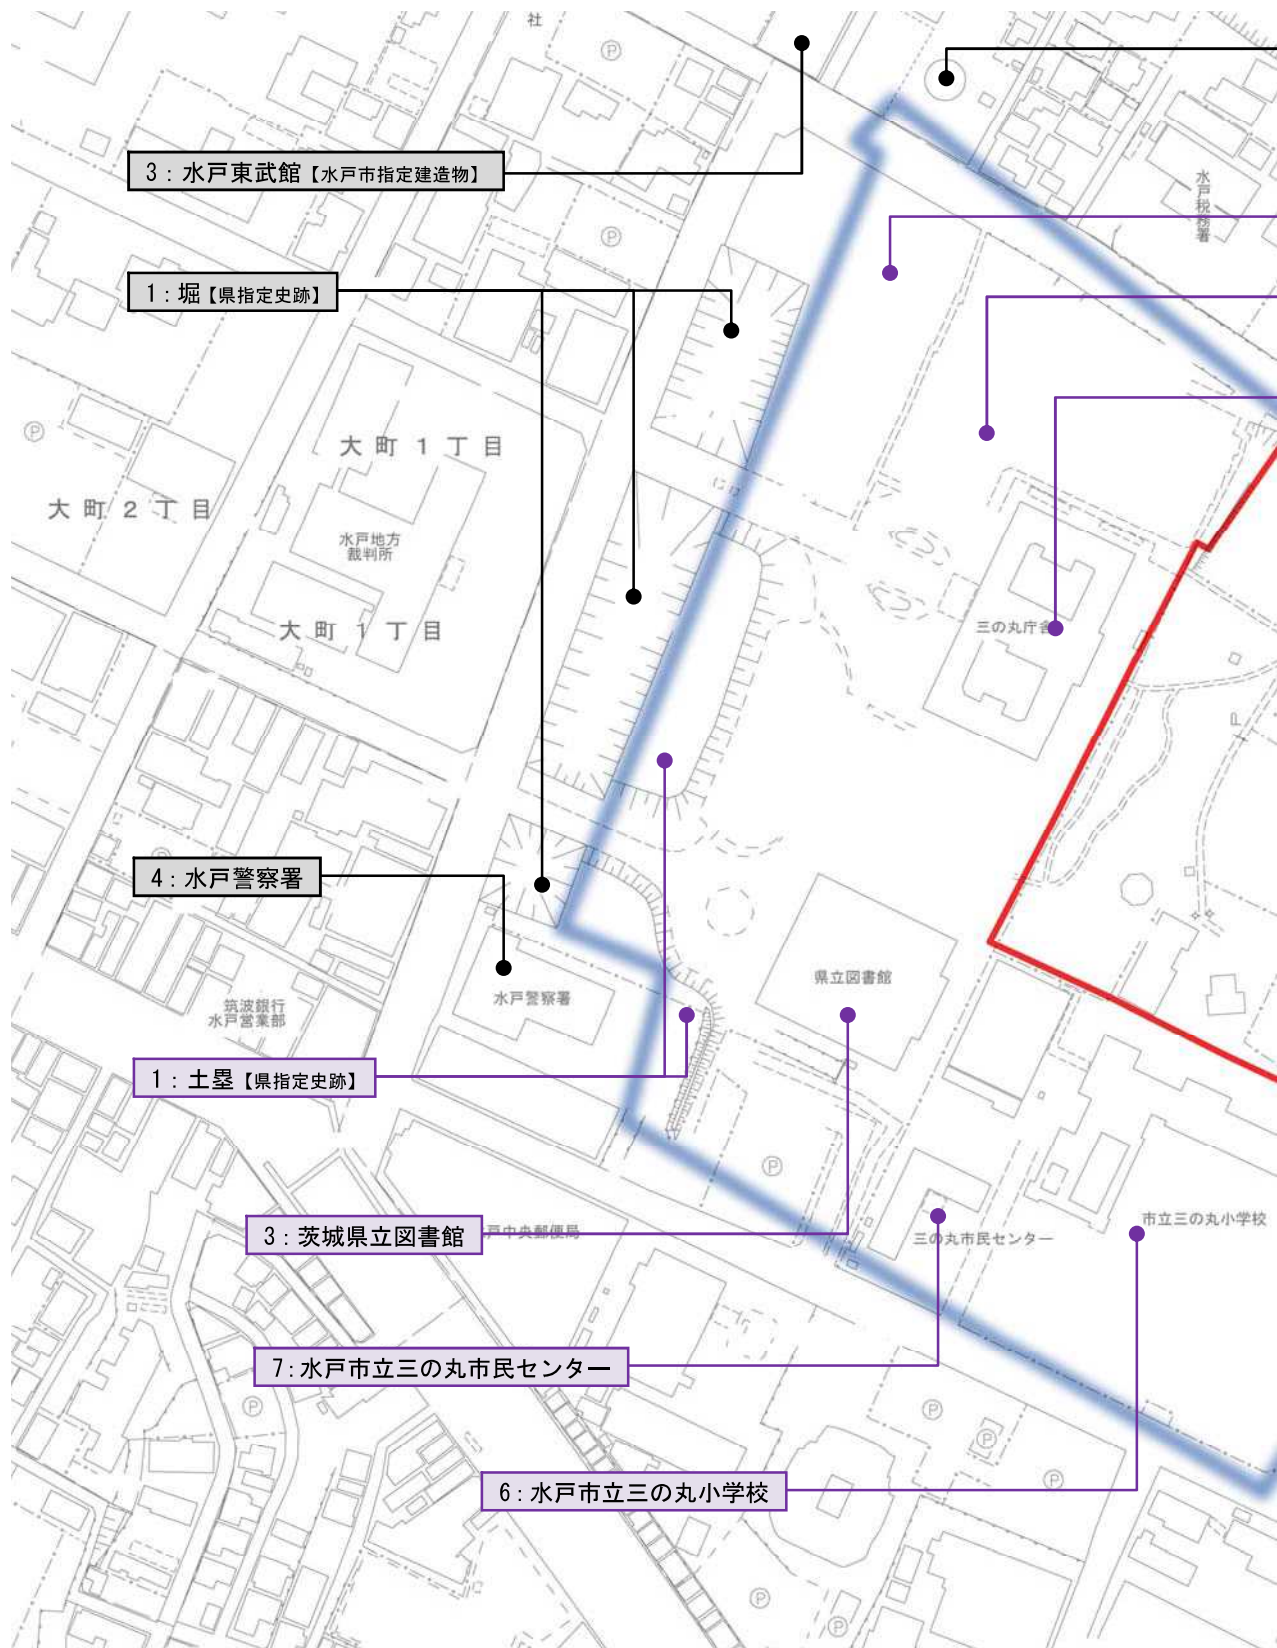 社
Ⓟ
3：水戸東武館【水戸市指定建造物】
水戸税務署
Ⓟ
1：堀【県指定史跡】
Ⓟ
大町1丁目
大町2丁目
水戸地方
裁判所
大町1丁目
三の丸庁舎
4：水戸警察署
県立図書館
水戸警察署
筑波銀行
水戸営業部
1：土塁【県指定史跡】
Ⓟ
市立三の丸小学校
3：茨城県立図書館
戸中央郵便局
三の丸市民センター
7：水戸市立三の丸市民センター
Ⓟ
Ⓟ
Ⓟ
Ⓟ
6：水戸市立三の丸小学校
Ⓟ
Ⓟ